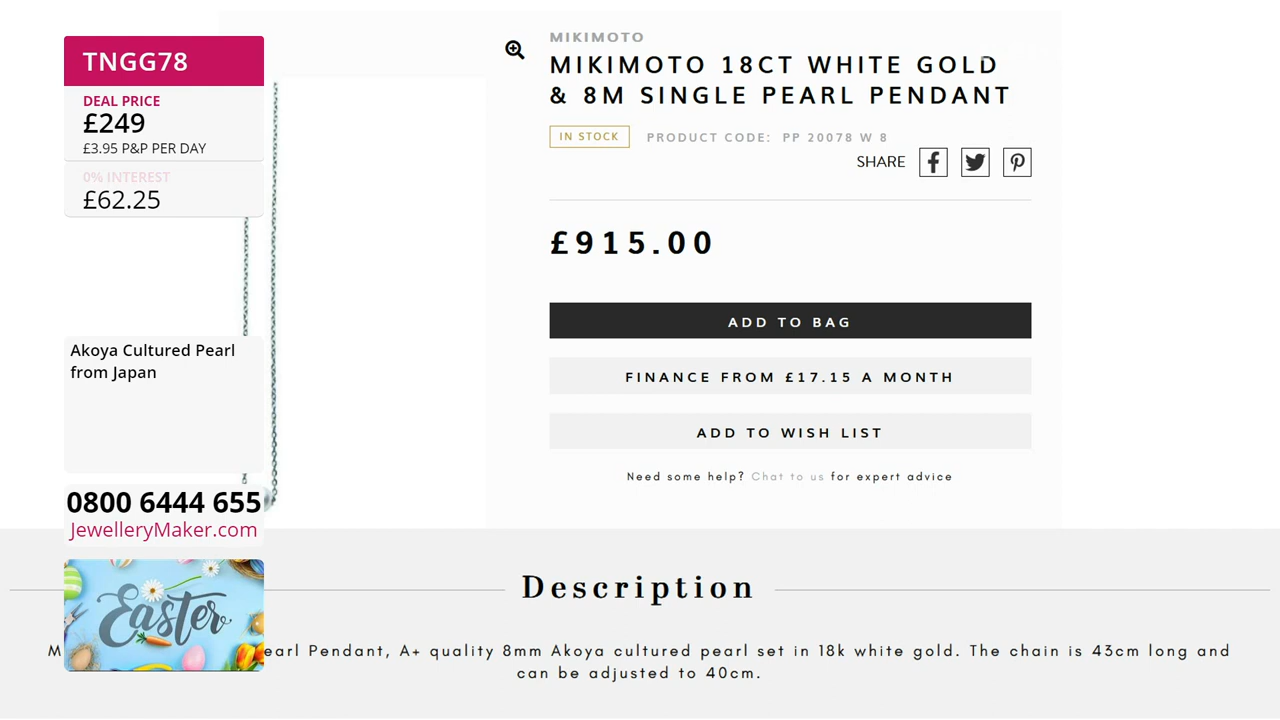 TNGG78
DEAL PRICE
£249
£3.95 P&P PER DAY
0% INTEREST
£62.25
Akoya Cultured Pearl
from Japan
0800 6444 655
JewelleryMaker.com
Easter
MIKIMOTO
MIKIMOTO 18CT WHITE GOLD
& 8M SINGLE PEARL PENDANT
IN STOCK PRODUCT CODE: PP 20078 W 8
SHARE
£915.00
ADD TO BAG
FINANCE FROM £17.15 A MONTH
ADD TO WISH LIST
Need some help? Chat to us for expert advice
Description
earl Pendant, A+ quality 8mm Akoya cultured pearl set in 18k white gold. The chain is 43cm long and
can be adjusted to 40cm.